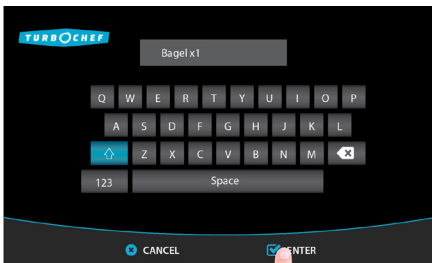 TURBOCHEF
Bagel x1
Q W E R T Y U I O P
A S D F G H J K L
Z X C V B N M
123 Space
CANCEL ENTER